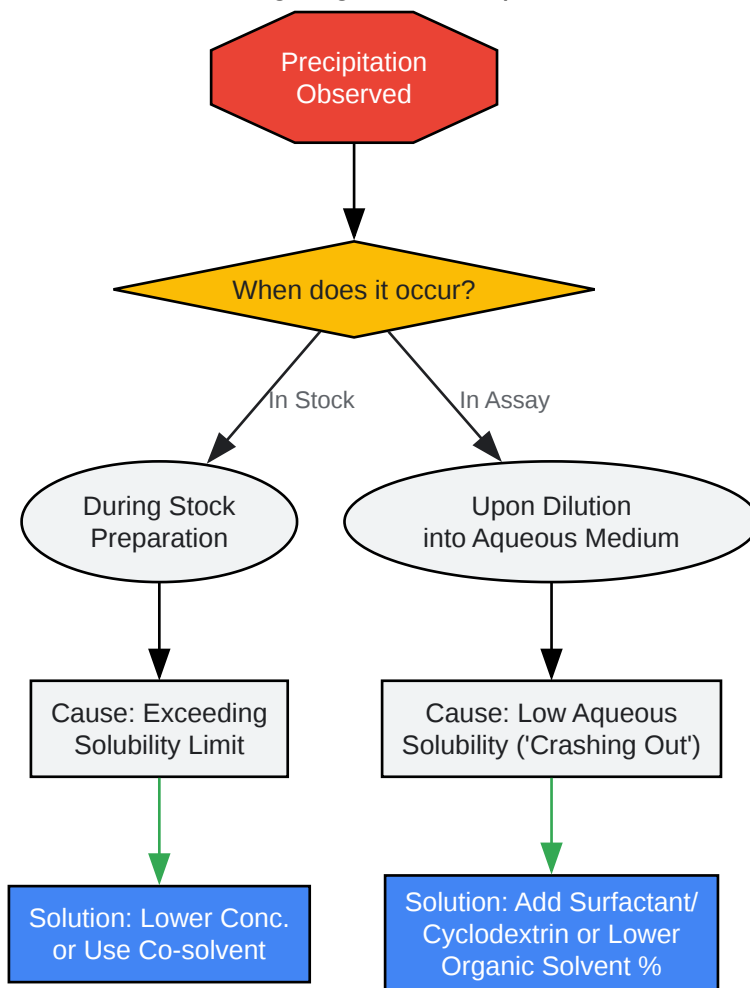 Precipitation
Observed
When does it occur?
In Stock
In Assay
During Stock
Preparation
Upon Dilution
into Aqueous Medium
Cause: Exceeding
Solubility Limit
Cause: Low Aqueous
Solubility ('Crashing Out')
Solution: Lower Conc.
or Use Co-solvent
Solution: Add Surfactant/
Cyclodextrin or Lower
Organic Solvent %